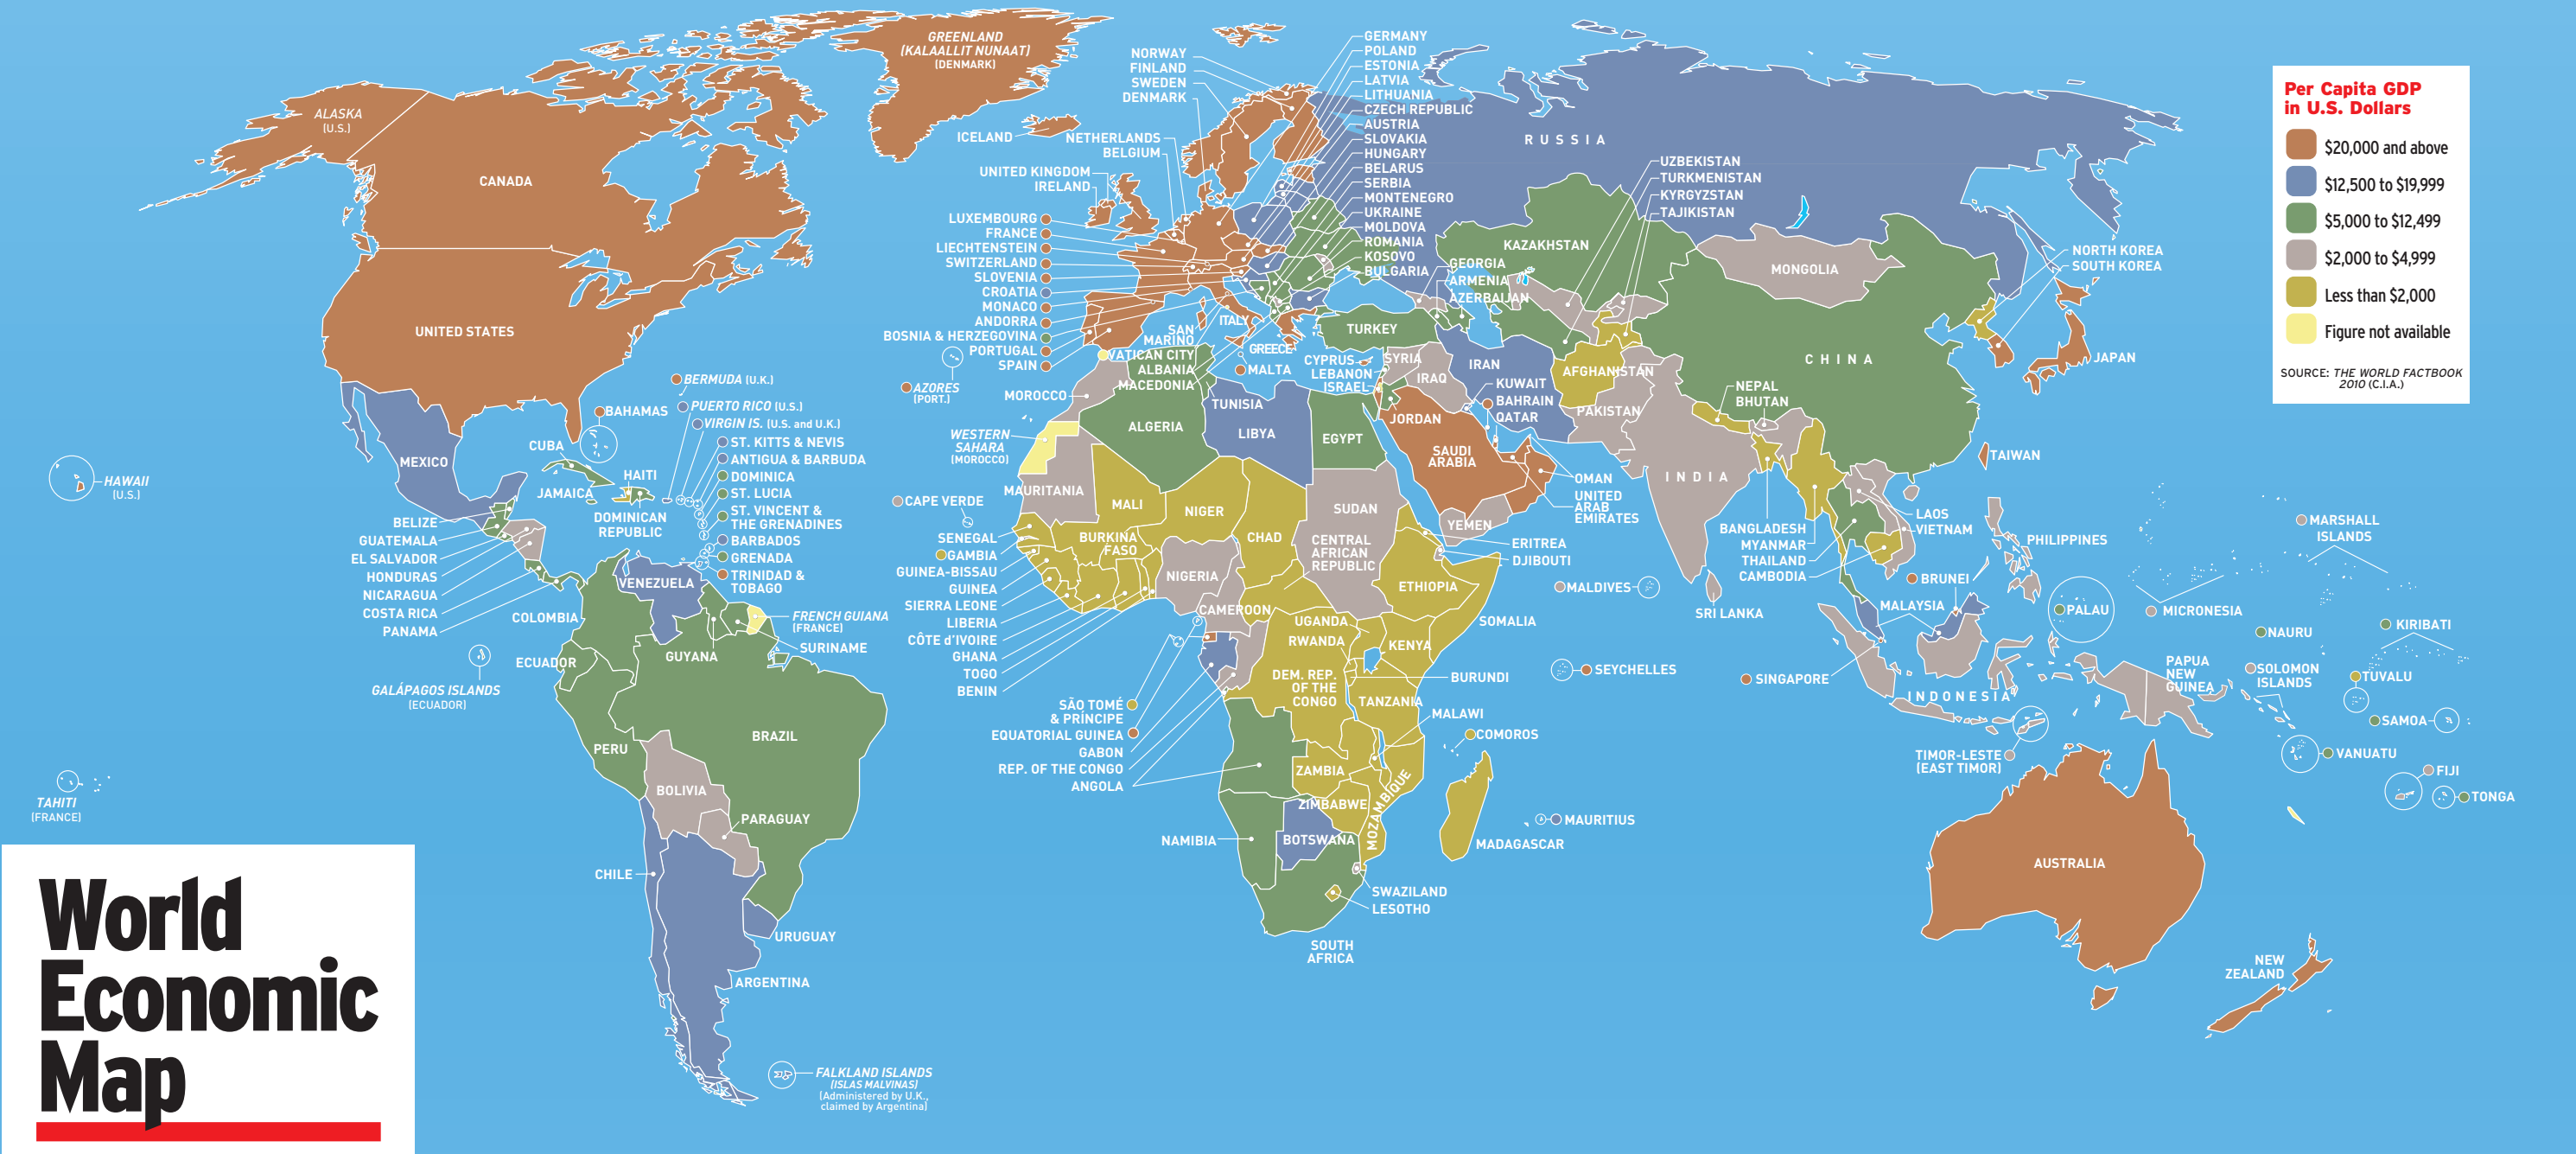 GREENLAND
(KALAALLIT NUNAAT)
(DENMARK)
ALASKA
(U.S.)
CANADA
UNITED STATES
HAWAII
(U.S.)
MEXICO
BERMUDA (U.K.)
BAHAMAS
PUERTO RICO (U.S.)
VIRGIN IS. (U.S. and U.K.)
CUBA
HAITI
JAMAICA
DOMINICAN
REPUBLIC
ST. KITTS & NEVIS
ANTIGUA & BARBUDA
DOMINICA
ST. LUCIA
ST. VINCENT &
THE GRENADINES
BARBADOS
GRENADA
TRINIDAD &
TOBAGO
BELIZE
GUATEMALA
EL SALVADOR
HONDURAS
NICARAGUA
COSTA RICA
PANAMA
VENEZUELA
COLOMBIA
FRENCH GUIANA
(FRANCE)
SURINAME
GUYANA
ECUADOR
GALÁPAGOS ISLANDS
(ECUADOR)
PERU
BRAZIL
BOLIVIA
PARAGUAY
CHILE
URUGUAY
ARGENTINA
FALKLAND ISLANDS
(ISLAS MALVINAS)
(Administered by U.K.,
claimed by Argentina)
TAHITI
(FRANCE)
NORWAY
FINLAND
SWEDEN
DENMARK
ICELAND
NETHERLANDS
BELGIUM
UNITED KINGDOM
IRELAND
LUXEMBOURG
FRANCE
LIECHTENSTEIN
SWITZERLAND
SLOVENIA
CROATIA
MONACO
ANDORRA
BOSNIA & HERZEGOVINA
PORTUGAL
SPAIN
AZORES
(PORT.)
SAN
MARINO
VATICAN CITY
ALBANIA
MACEDONIA
ITALY
GREECE
MALTA
GERMANY
POLAND
ESTONIA
LATVIA
LITHUANIA
CZECH REPUBLIC
AUSTRIA
SLOVAKIA
HUNGARY
BELARUS
SERBIA
MONTENEGRO
UKRAINE
MOLDOVA
ROMANIA
KOSOVO
BULGARIA
GEORGIA
ARMENIA
AZERBAIJAN
RUSSIA
UZBEKISTAN
TURKMENISTAN
KYRGYZSTAN
TAJIKISTAN
KAZAKHSTAN
MONGOLIA
CHINA
NORTH KOREA
SOUTH KOREA
JAPAN
TAIWAN
TURKEY
CYPRUS
LEBANON
ISRAEL
SYRIA
IRAQ
IRAN
JORDAN
KUWAIT
BAHRAIN
QATAR
SAUDI
ARABIA
OMAN
UNITED
ARAB
EMIRATES
YEMEN
AFGHANISTAN
PAKISTAN
INDIA
NEPAL
BHUTAN
BANGLADESH
MYANMAR
THAILAND
CAMBODIA
LAOS
VIETNAM
PHILIPPINES
SRI LANKA
MALDIVES
BRUNEI
MALAYSIA
SINGAPORE
INDONESIA
TIMOR-LESTE
(EAST TIMOR)
PAPUA
NEW
GUINEA
PALAU
MICRONESIA
MARSHALL
ISLANDS
NAURU
KIRIBATI
SOLOMON
ISLANDS
TUVALU
SAMOA
VANUATU
FIJI
TONGA
AUSTRALIA
NEW
ZEALAND
MOROCCO
WESTERN
SAHARA
(MOROCCO)
ALGERIA
TUNISIA
LIBYA
EGYPT
MAURITANIA
MALI
NIGER
CHAD
SUDAN
CAPE VERDE
SENEGAL
GAMBIA
GUINEA-BISSAU
GUINEA
SIERRA LEONE
LIBERIA
CÔTE d'IVOIRE
GHANA
TOGO
BENIN
BURKINA
FASO
NIGERIA
CAMEROON
CENTRAL
AFRICAN
REPUBLIC
ERITREA
DJIBOUTI
ETHIOPIA
SOMALIA
UGANDA
RWANDA
KENYA
BURUNDI
DEM. REP.
OF THE
CONGO
TANZANIA
MALAWI
COMOROS
SEYCHELLES
SÃO TOMÉ
& PRÍNCIPE
EQUATORIAL GUINEA
GABON
REP. OF THE CONGO
ANGOLA
ZAMBIA
ZIMBABWE
MOZAMBIQUE
MADAGASCAR
MAURITIUS
NAMIBIA
BOTSWANA
SWAZILAND
LESOTHO
SOUTH
AFRICA
Per Capita GDP
in U.S. Dollars
$20,000 and above
$12,500 to $19,999
$5,000 to $12,499
$2,000 to $4,999
Less than $2,000
Figure not available
SOURCE: THE WORLD FACTBOOK
2010 (C.I.A.)
World
Economic
Map